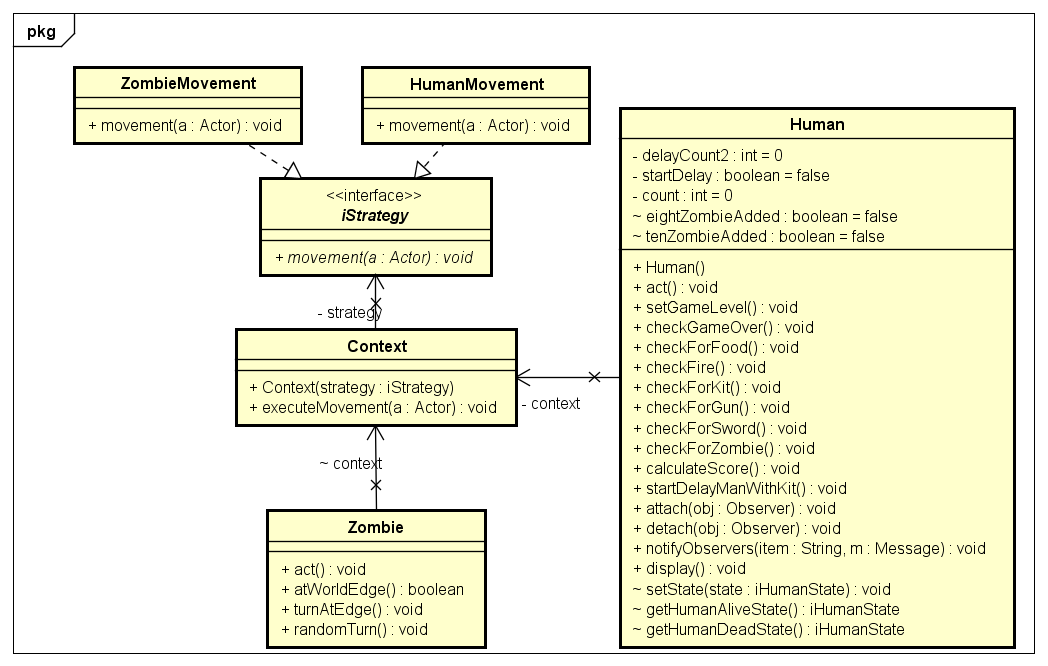 pkg
ZombieMovement
+ movement(a : Actor) : void
HumanMovement
+ movement(a : Actor) : void
<<interface>>
iStrategy
+ movement(a : Actor) : void
- strategy
Context
+ Context(strategy : iStrategy)
+ executeMovement(a : Actor) : void
- context
~ context
Zombie
+ act() : void
+ atWorldEdge() : boolean
+ turnAtEdge() : void
+ randomTurn() : void
Human
- delayCount2 : int = 0
- startDelay : boolean = false
- count : int = 0
~ eightZombieAdded : boolean = false
~ tenZombieAdded : boolean = false
+ Human()
+ act() : void
+ setGameLevel() : void
+ checkGameOver() : void
+ checkForFood() : void
+ checkFire() : void
+ checkForKit() : void
+ checkForGun() : void
+ checkForSword() : void
+ checkForZombie() : void
+ calculateScore() : void
+ startDelayManWithKit() : void
+ attach(obj : Observer) : void
+ detach(obj : Observer) : void
+ notifyObservers(item : String, m : Message) : void
+ display() : void
~ setState(state : iHumanState) : void
~ getHumanAliveState() : iHumanState
~ getHumanDeadState() : iHumanState